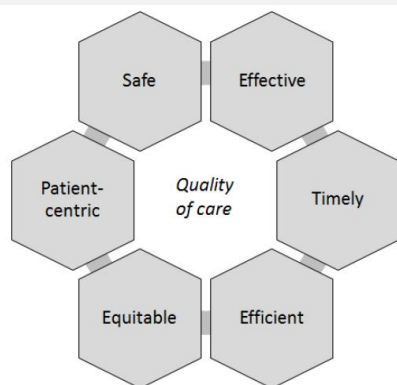 Safe
Effective
Patient-
centric
Quality
of care
Timely
Equitable
Efficient